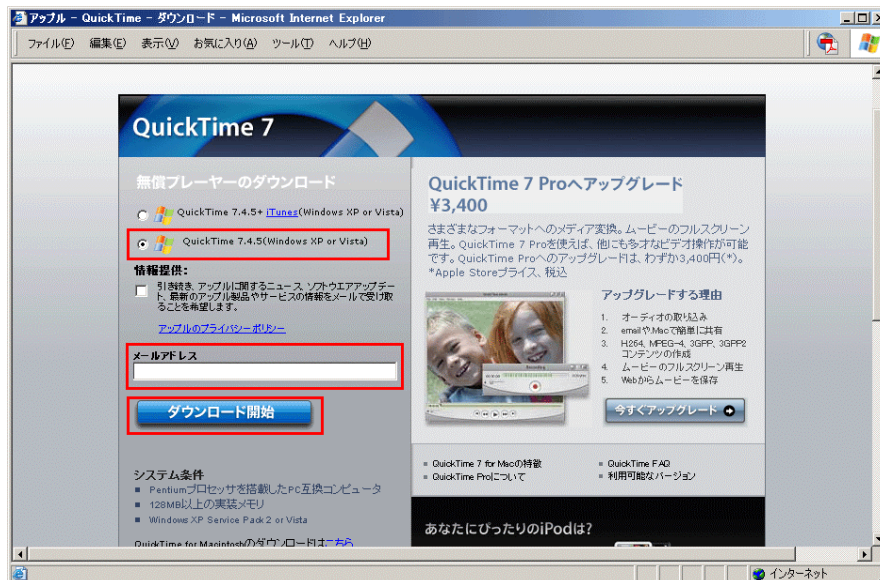 アップル - QuickTime - ダウンロード - Microsoft Internet Explorer
ファイル(F) 編集(E) 表示(V) お気に入り(A) ツール(T) ヘルプ(H)
QuickTime 7
無償プレーヤーのダウンロード
QuickTime 7.4.5+ iTunes(Windows XP or Vista)
QuickTime 7.4.5(Windows XP or Vista)
情報提供:
引き続き、アップルに関するニュース、ソフトウエアアップデー
ト、最新のアップル製品やサービスの情報をメールで受け取
ることを希望します。
アップルのプライバシーポリシー
メールアドレス
ダウンロード開始
システム条件
Pentiumプロセッサを搭載したPC互換コンピュータ
128MB以上の実装メモリ
Windows XP Service Pack 2 or Vista
QuickTime for Macintoshのダウンロードはこちら
QuickTime 7 Proへアップグレード
¥3,400
さまざまなフォーマットへのメディア変換。ムービーのフルスクリーン
再生。QuickTime 7 Proを使えば、他にも多才なビデオ操作が可能
です。QuickTime Proへのアップグレードは、わずか3,400円(*)。
*Apple Storeプライス、税込
アップグレードする理由
1. オーディオの取り込み
2. emailや.Macで簡単に共有
3. H.264, MPEG-4, 3GPP, 3GPP2
コンテンツの作成
4. ムービーのフルスクリーン再生
5. Webからムービーを保存
今すぐアップグレード
QuickTime 7 for Macの特徴
QuickTime Proについて
QuickTime FAQ
利用可能なバージョン
あなたにぴったりのiPodは?
インターネット